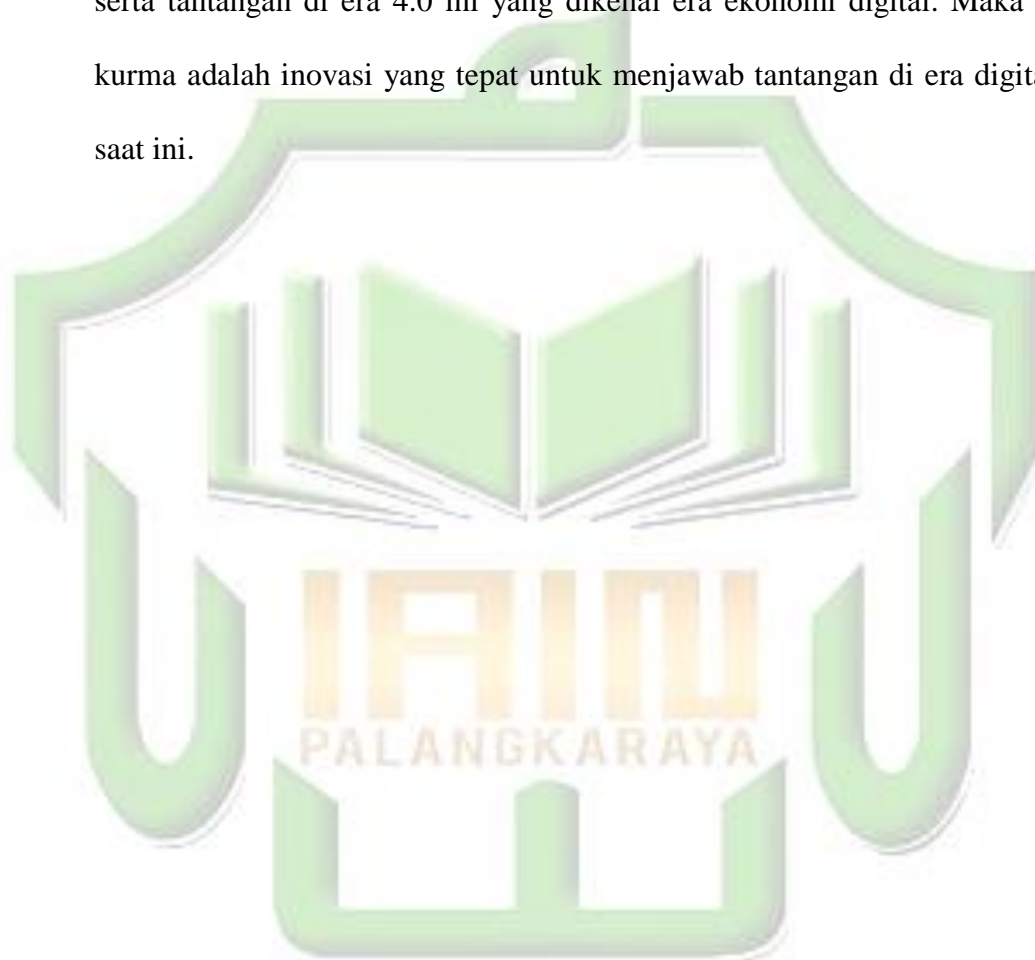 serta tantangan di era 4.0 ini yang dikenal era ekonomi digital. Maka
kurma adalah inovasi yang tepat untuk menjawab tantangan di era
saat ini.
IAIN
PALANGKARAYA